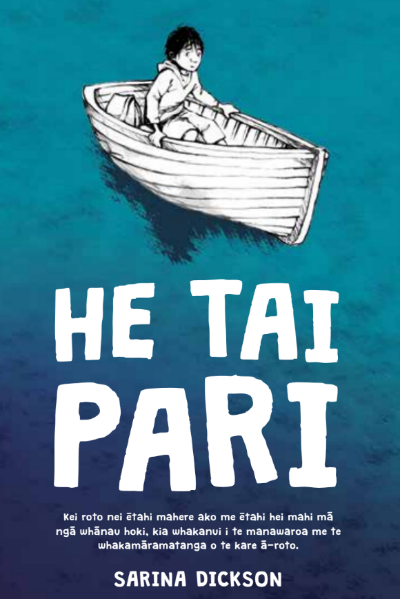 HE TAI
PARI
Kei roto nei ētahi mahere ako me ētahi hei mahi mā
ngā whānau hoki, kia whakanui i te manawaroa me te
whakamāramatanga o te kare ā-roto.
SARINA DICKSON